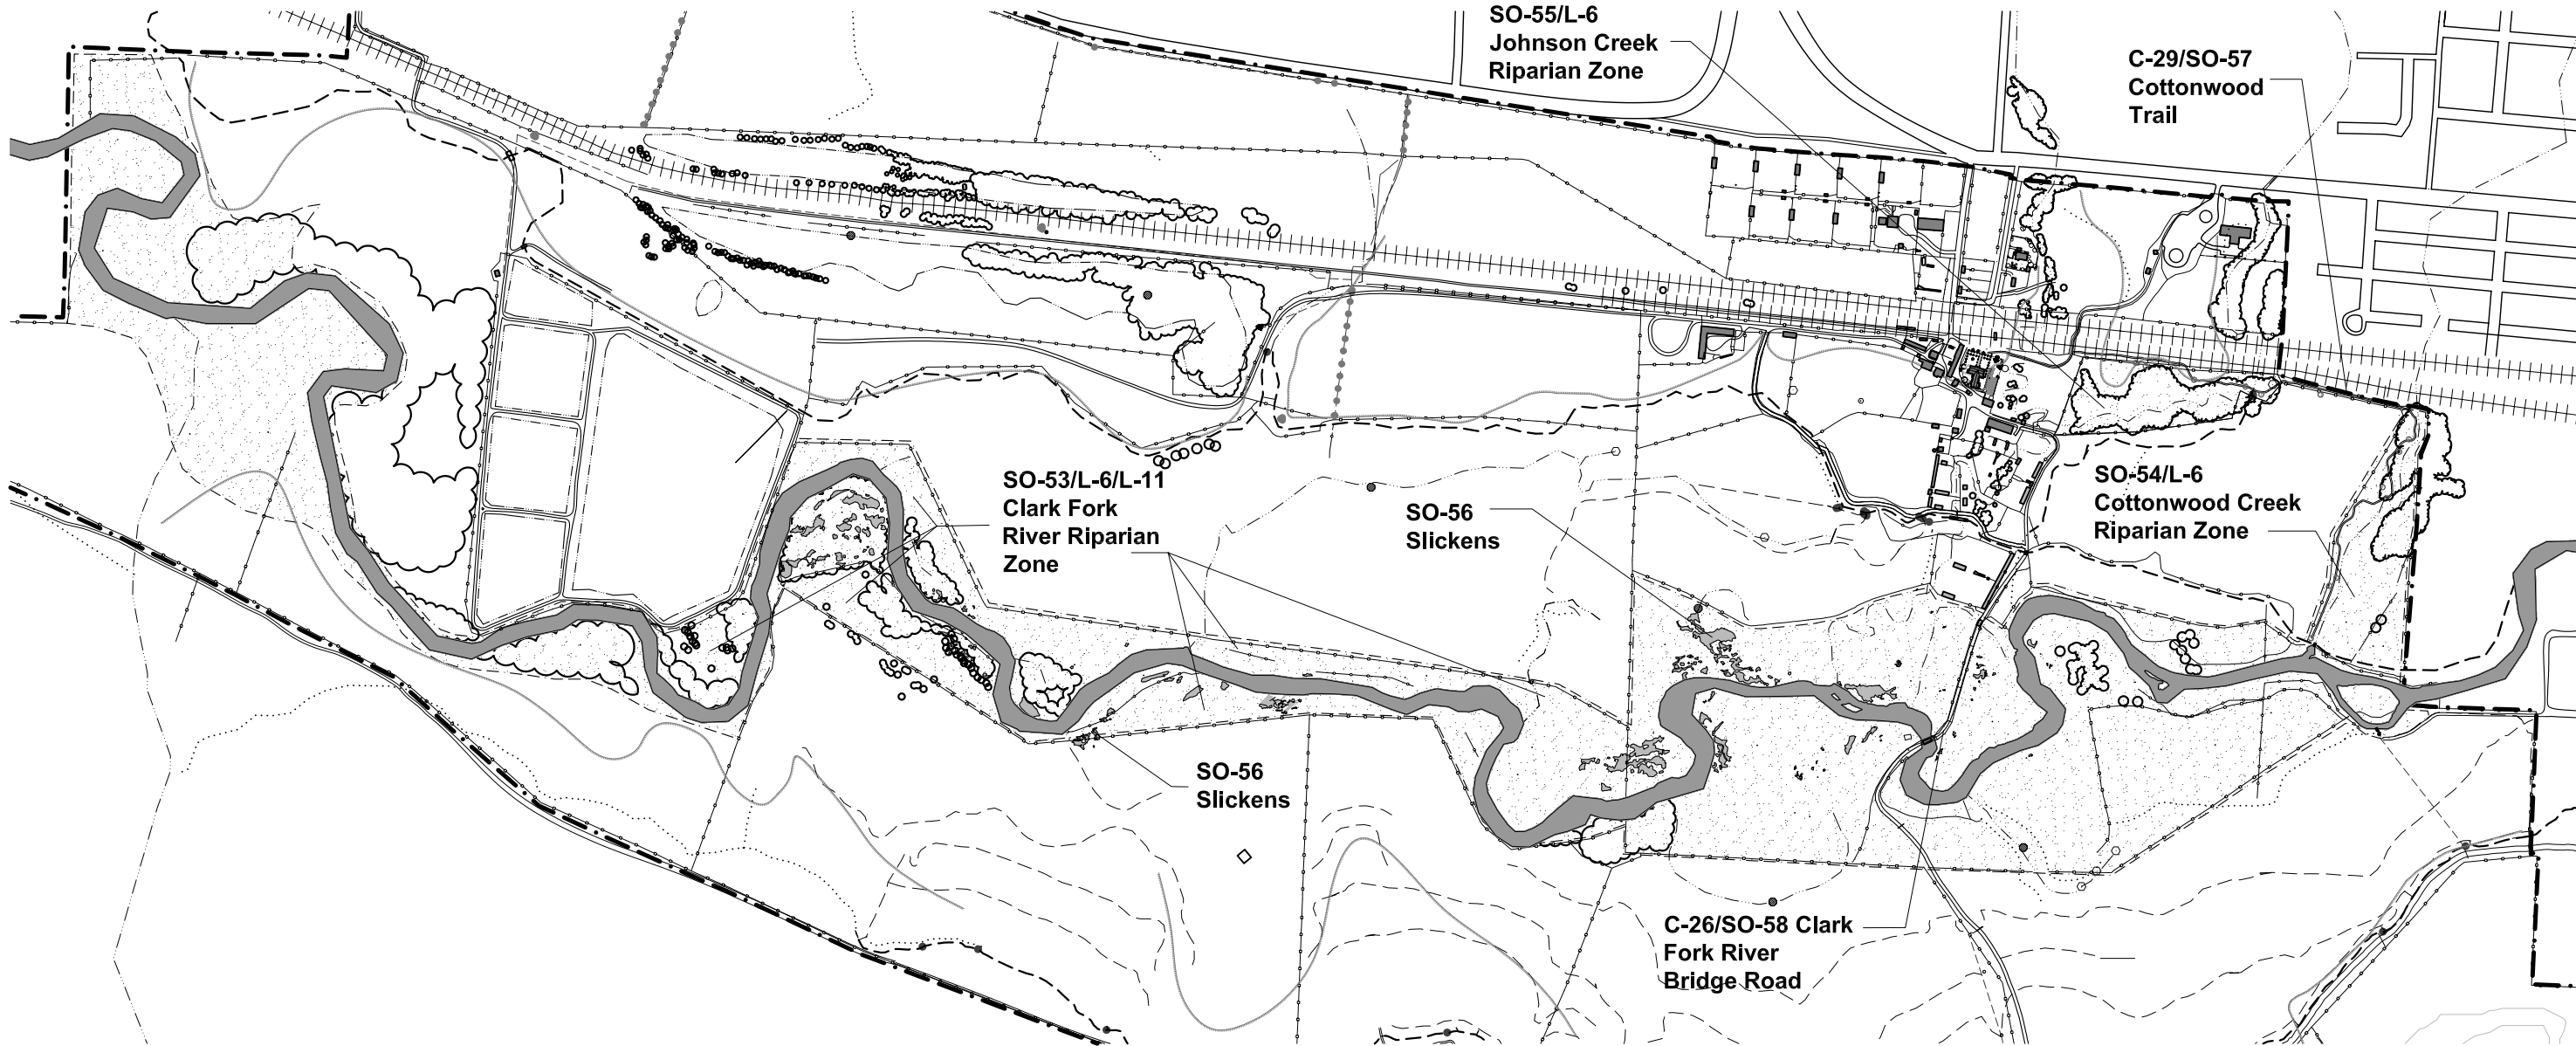 SO-55/L-6
Johnson Creek
Riparian Zone
C-29/SO-57
Cottonwood
Trail
SO-53/L-6/L-11
Clark Fork
River Riparian
Zone
SO-56
Slickens
SO-54/L-6
Cottonwood Creek
Riparian Zone
SO-56
Slickens
C-26/SO-58 Clark
Fork River
Bridge Road